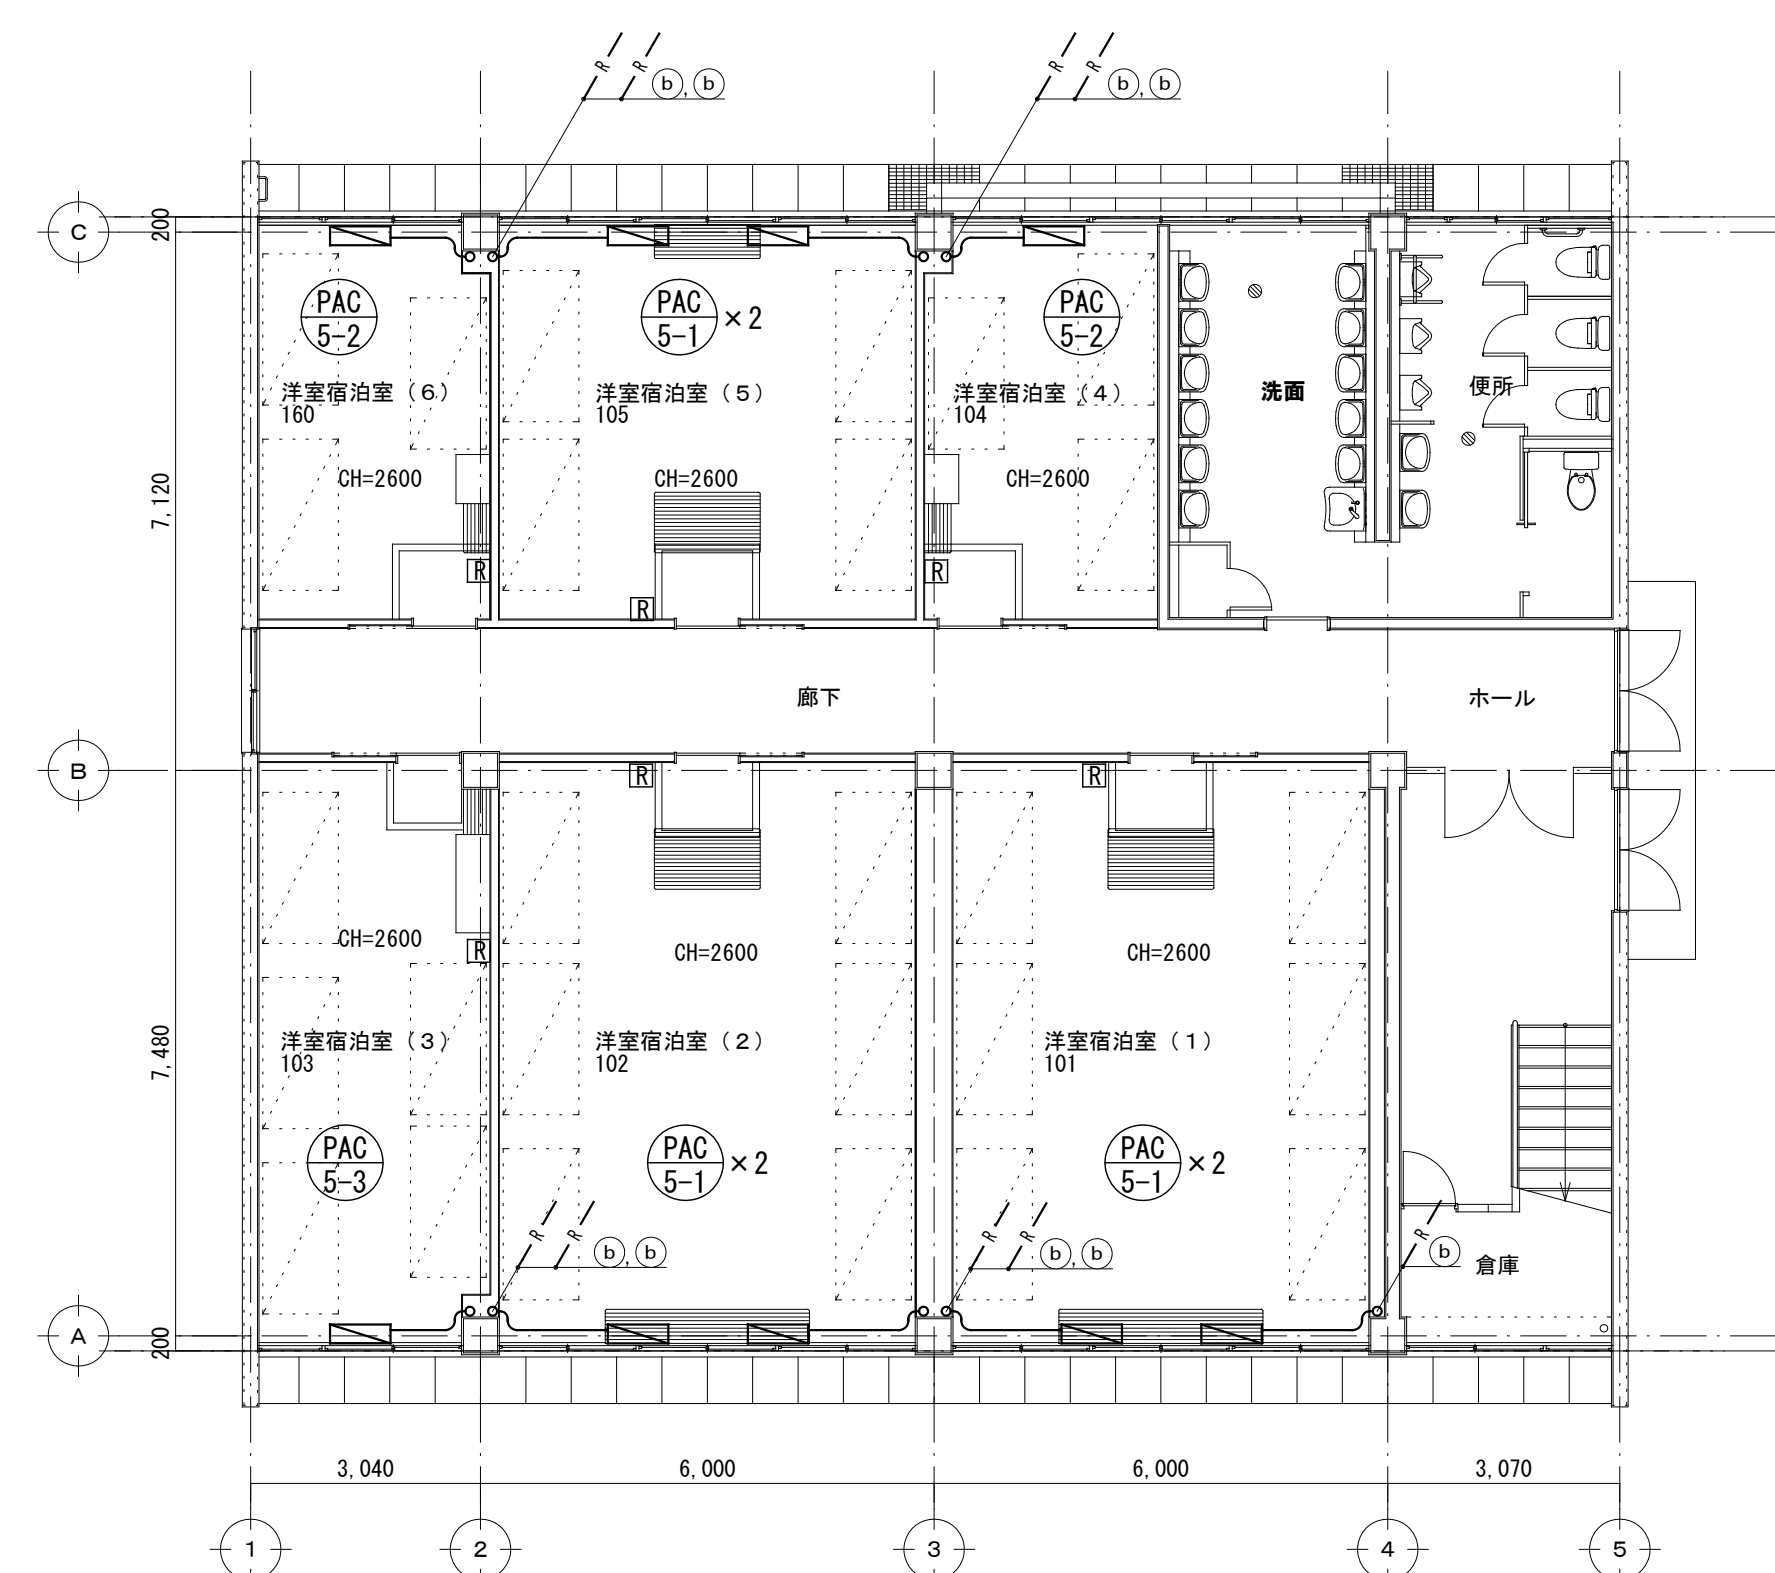 R R b, b
R R b, b
C
200
PAC
5-2
PAC
5-1
×2
PAC
5-2
洋室宿泊室（6）
160
洋室宿泊室（5）
105
洋室宿泊室（4）
104
洗面
便所
CH=2600
CH=2600
CH=2600
7,120
R
R
R
廊下
ホール
B
R
R
CH=2600
CH=2600
CH=2600
R
7,480
洋室宿泊室（3）
103
洋室宿泊室（2）
102
洋室宿泊室（1）
101
PAC
5-3
PAC
5-1
×2
PAC
5-1
×2
R R b, b
R R b, b
R b
倉庫
A
200
3,040
6,000
6,000
3,070
1
2
3
4
5